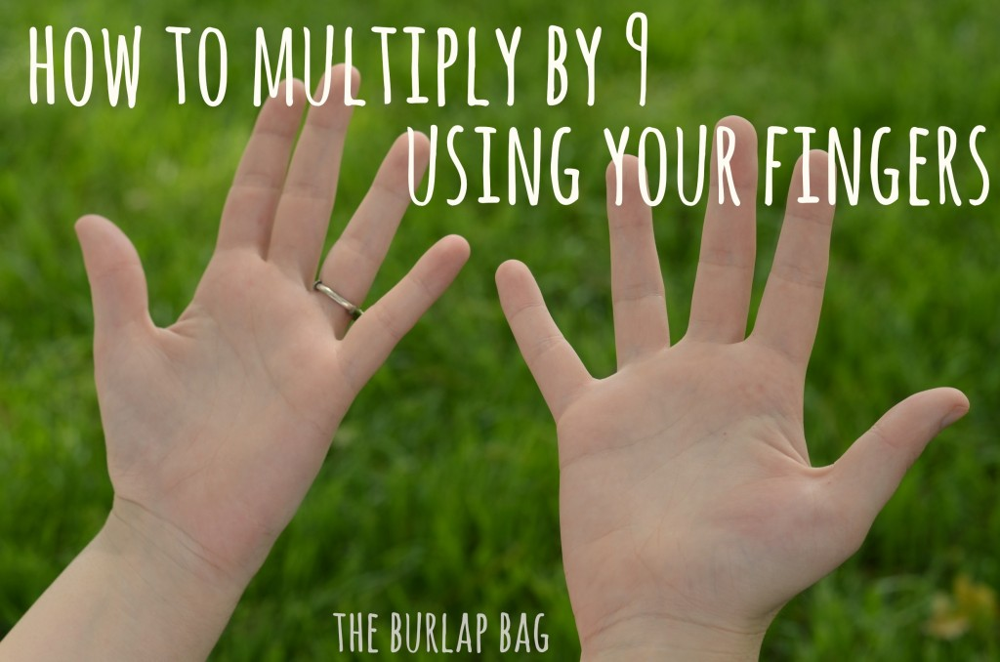 HOW TO MULTIPLY BY 9
USING YOUR FINGERS
THE BURLAP BAG